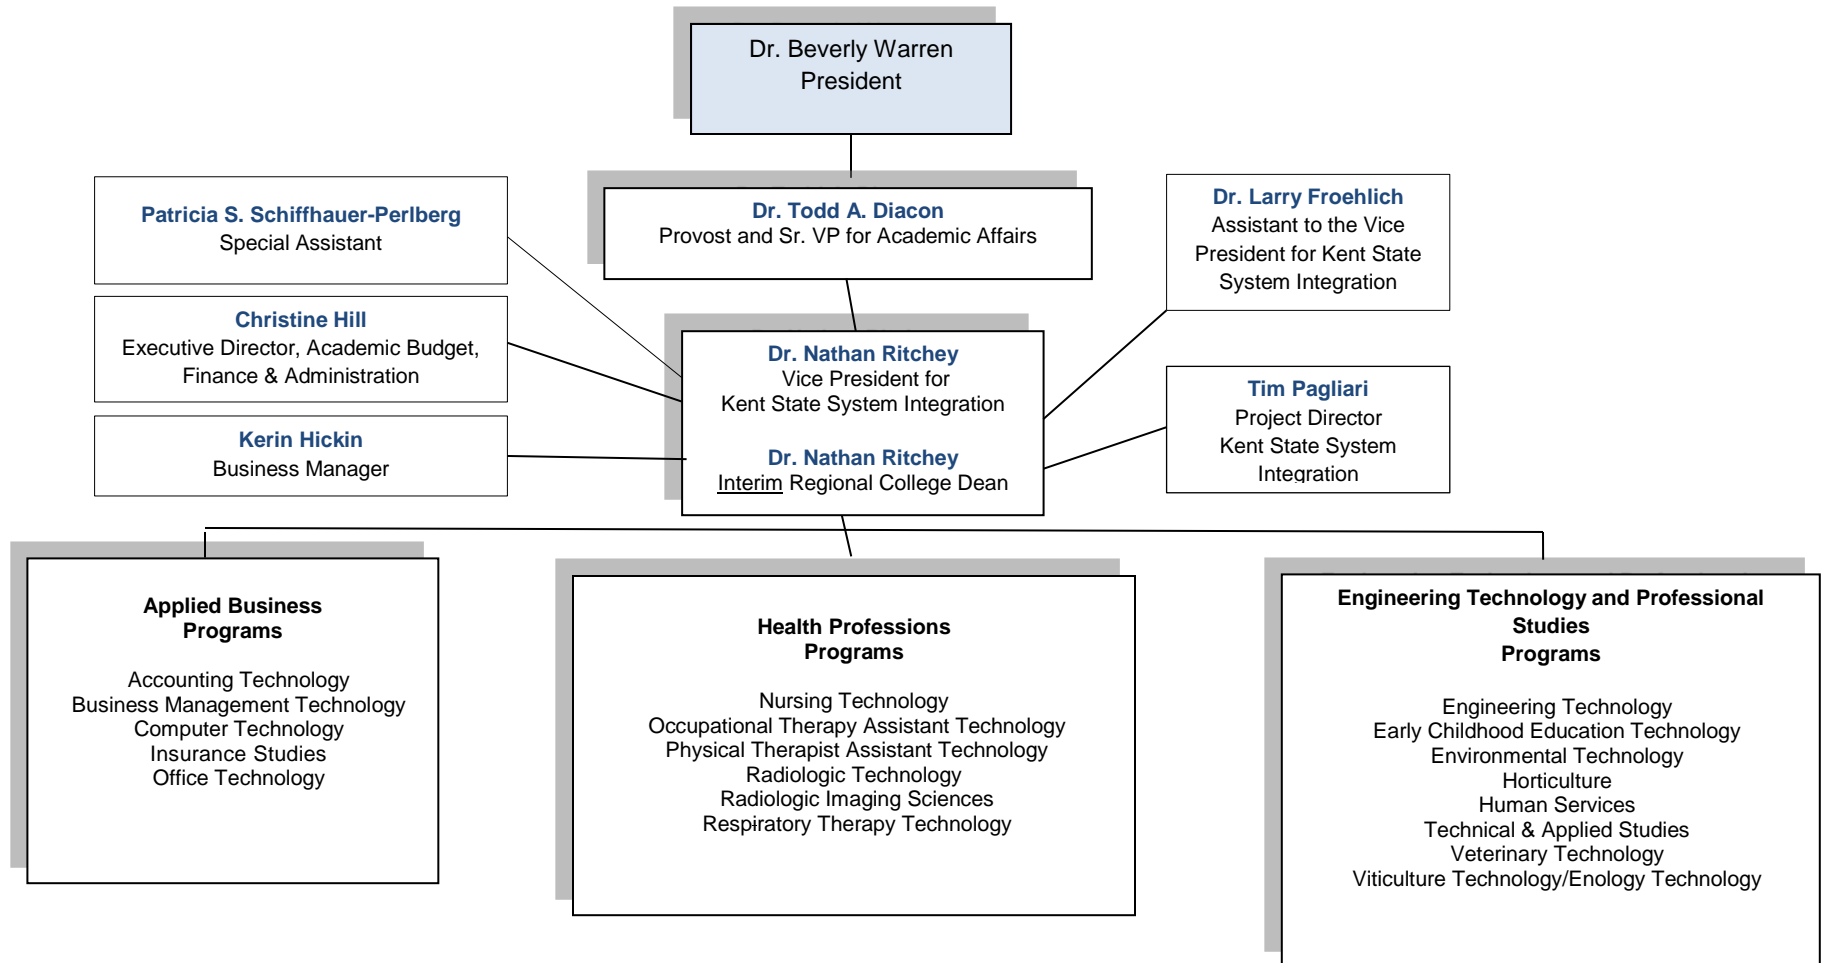 Dr. Beverly Warren
President
Patricia S. Schiffhauer-Perlberg
Special Assistant
Dr. Todd A. Diacon
Provost and Sr. VP for Academic Affairs
Dr. Larry Froehlich
Assistant to the Vice
President for Kent State
System Integration
Christine Hill
Executive Director, Academic Budget,
Finance & Administration
Dr. Nathan Ritchey
Vice President for
Kent State System Integration
Dr. Nathan Ritchey
Interim Regional College Dean
Tim Pagliari
Project Director
Kent State System
Integration
Kerin Hickin
Business Manager
Applied Business
Programs
Accounting Technology
Business Management Technology
Computer Technology
Insurance Studies
Office Technology
Health Professions
Programs
Nursing Technology
Occupational Therapy Assistant Technology
Physical Therapist Assistant Technology
Radiologic Technology
Radiologic Imaging Sciences
Respiratory Therapy Technology
Engineering Technology and Professional
Studies
Programs
Engineering Technology
Early Childhood Education Technology
Environmental Technology
Horticulture
Human Services
Technical & Applied Studies
Veterinary Technology
Viticulture Technology/Enology Technology